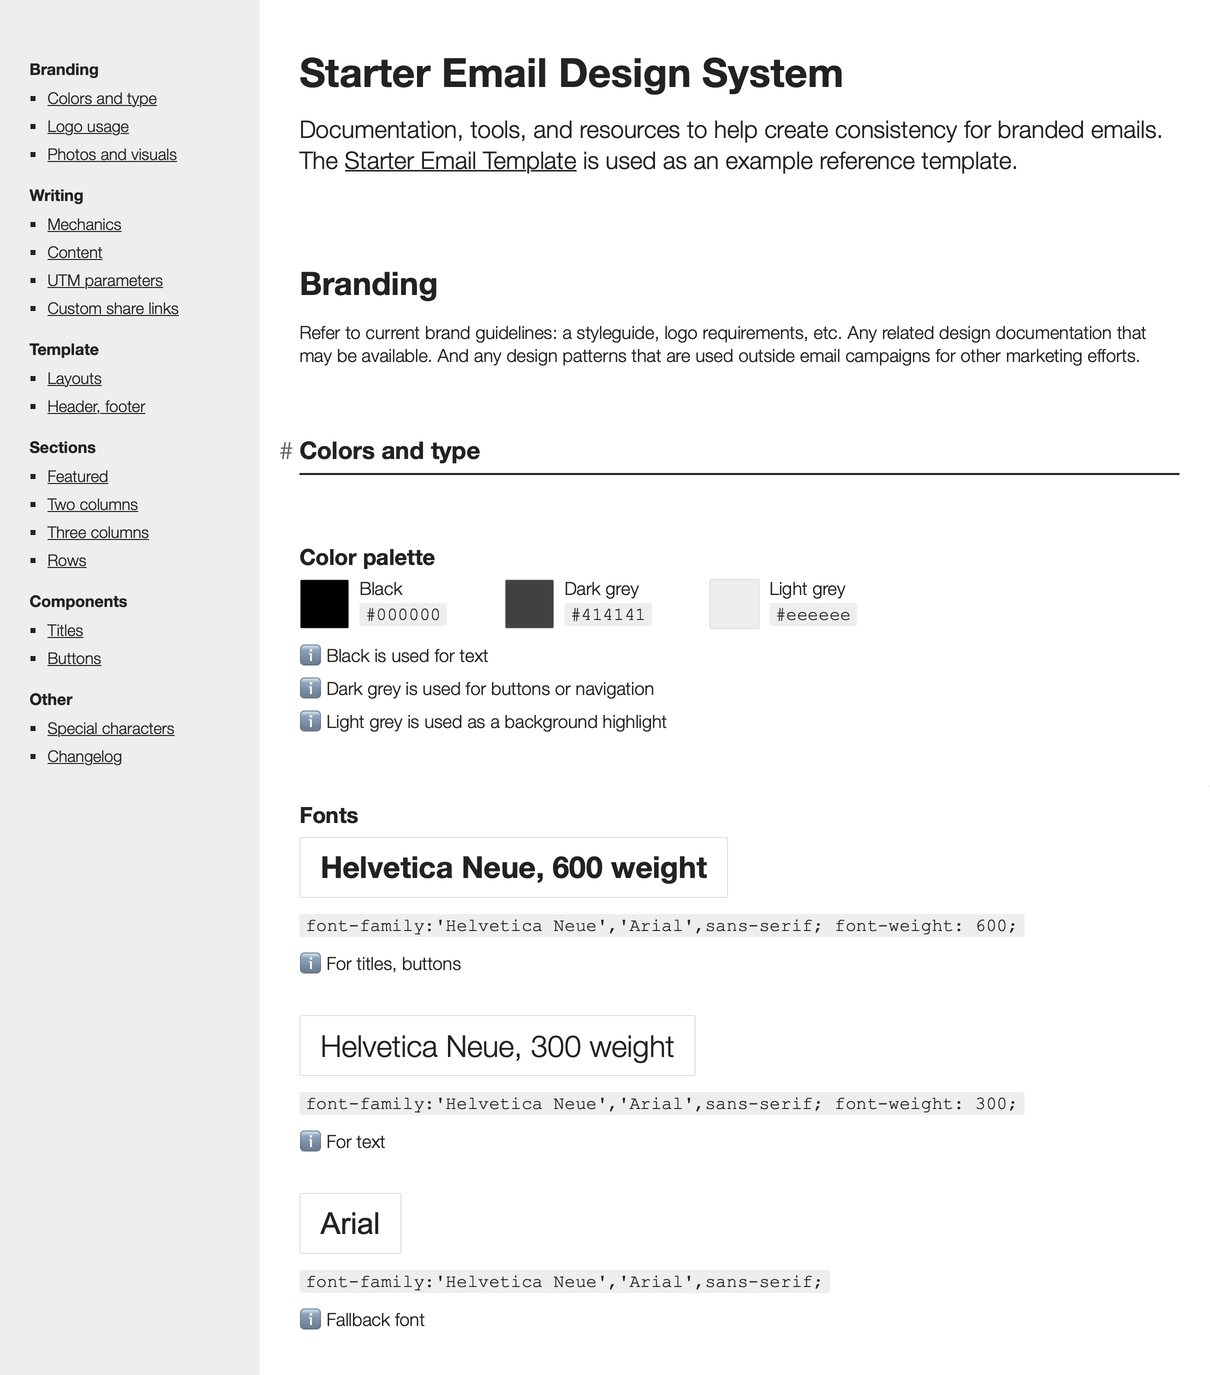 Branding
Colors and type
Logo usage
Photos and visuals
Writing
Mechanics
Content
UTM parameters
Custom share links
Template
Layouts
Header, footer
Sections
Featured
Two columns
Three columns
Rows
Components
Titles
Buttons
Other
Special characters
Changelog
Starter Email Design System
Documentation, tools, and resources to help create consistency for branded emails.
The Starter Email Template is used as an example reference template.
Branding
Refer to current brand guidelines: a styleguide, logo requirements, etc. Any related design documentation that
may be available. And any design patterns that are used outside email campaigns for other marketing efforts.
# Colors and type
Color palette
Black
#000000
Dark grey
#414141
Light grey
#eeeeee
ℹ️ Black is used for text
ℹ️ Dark grey is used for buttons or navigation
ℹ️ Light grey is used as a background highlight
Fonts
Helvetica Neue, 600 weight
font-family:'Helvetica Neue','Arial',sans-serif; font-weight: 600;
ℹ️ For titles, buttons
Helvetica Neue, 300 weight
font-family:'Helvetica Neue','Arial',sans-serif; font-weight: 300;
ℹ️ For text
Arial
font-family:'Helvetica Neue','Arial',sans-serif;
ℹ️ Fallback font